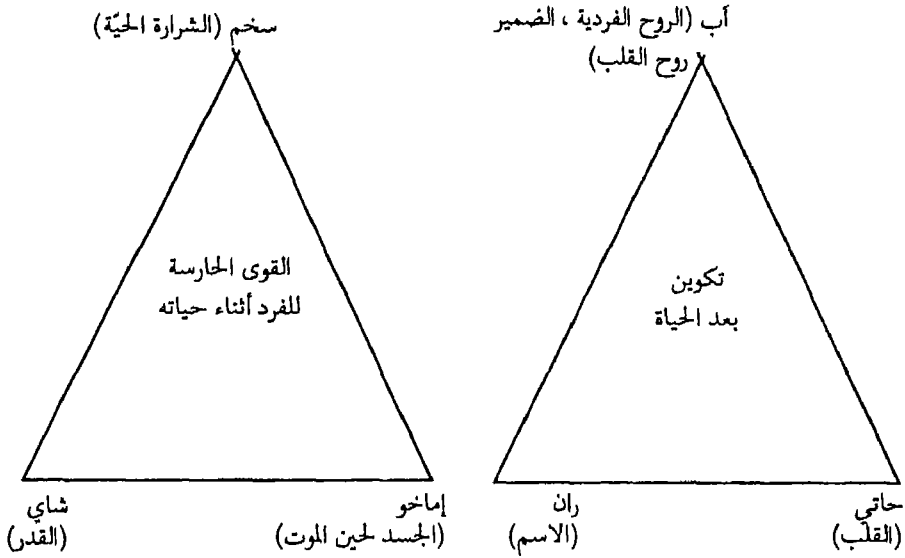 آب (الروح الفردية ، الضمير
روح القلب)
تكوين
بعد الحياة
حاتي
(القلب)
ران
(الاسم)
سخم (الشرارة الحيّة)
القوى الحارسة
للفرد أثناء حياته
إماخو
(الجسد لحين الموت)
شاي
(القدر)